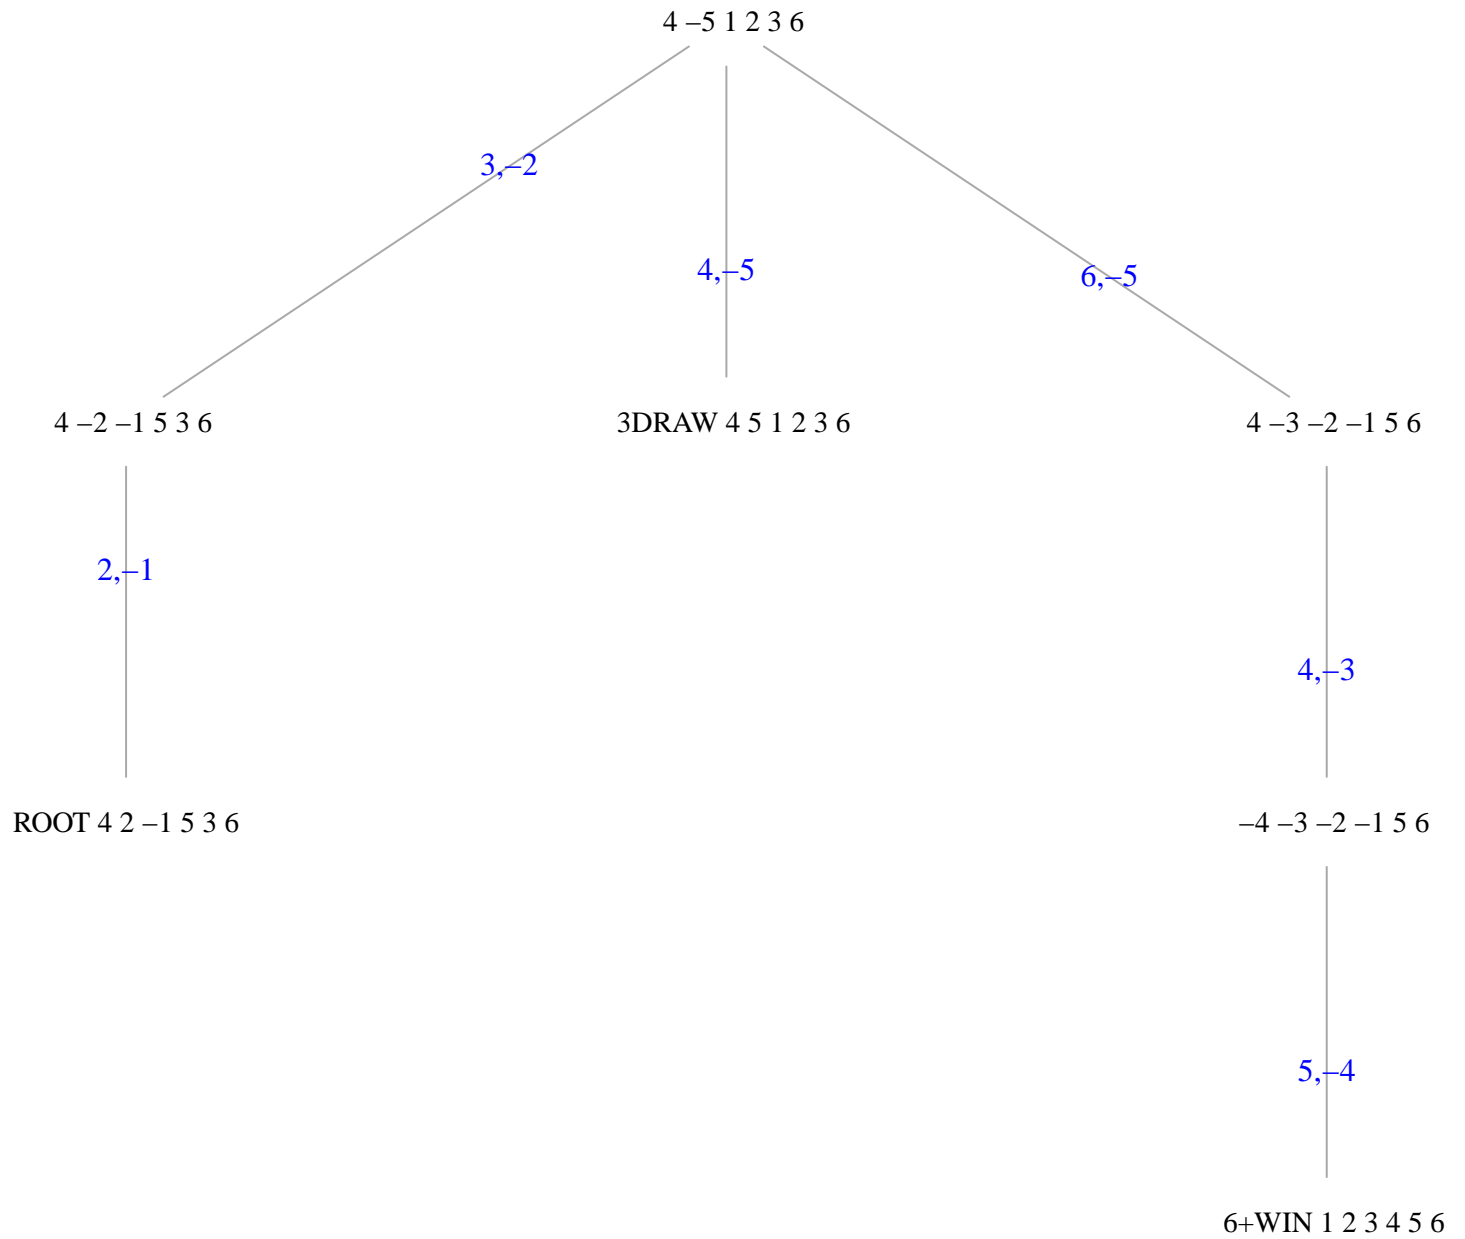 4 –5 1 2 3 6
3,–2
4,–5
6,–5
4 –2 –1 5 3 6
3DRAW 4 5 1 2 3 6
4 –3 –2 –1 5 6
2,–1
4,–3
ROOT 4 2 –1 5 3 6
–4 –3 –2 –1 5 6
5,–4
6+WIN 1 2 3 4 5 6